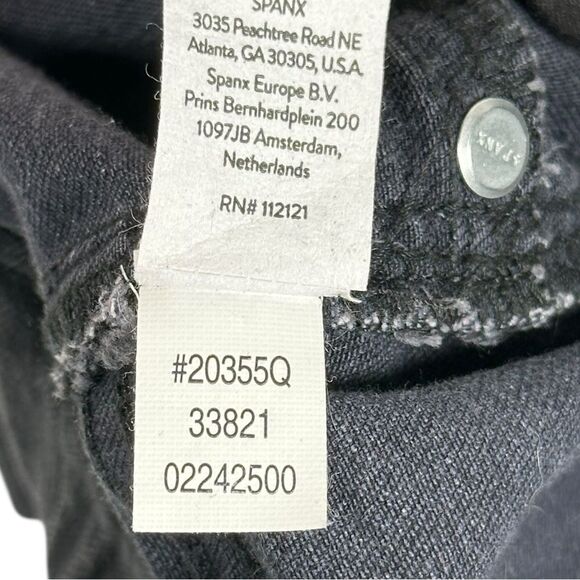 SPANX
3035 Peachtree Road NE
Atlanta, GA 30305, U.S.A.
Spanx Europe B.V.
Prins Bernhardplein 200
1097JB Amsterdam,
Netherlands
RN# 112121
SPANX
#20355Q
33821
02242500